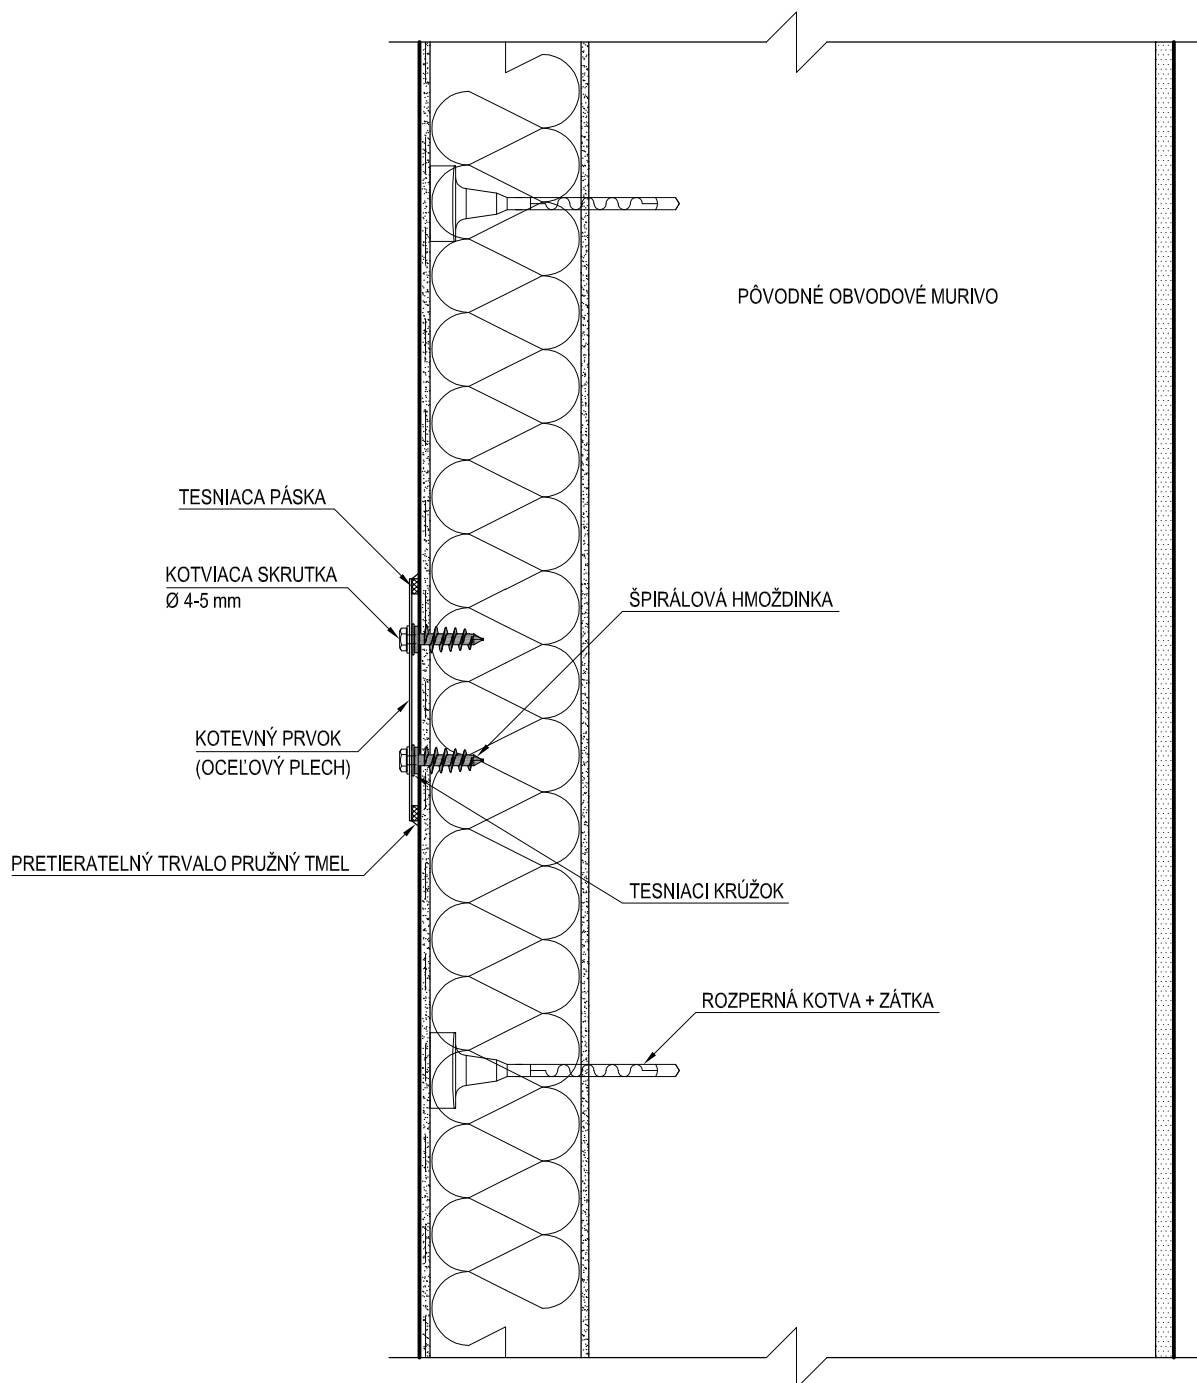 PÔVODNÉ OBVODOVÉ MURIVO
TESNIACA PÁSKA
KOTVIACA SKRUTKA
Ø 4-5 mm
ŠPIRÁLOVÁ HMOŽDINKA
KOTEVNÝ PRVOK
(OCEĽOVÝ PLECH)
PRETIERATELNÝ TRVALO PRUŽNÝ TMEL
TESNIACI KRÚŽOK
ROZPERNÁ KOTVA + ZÁTKA